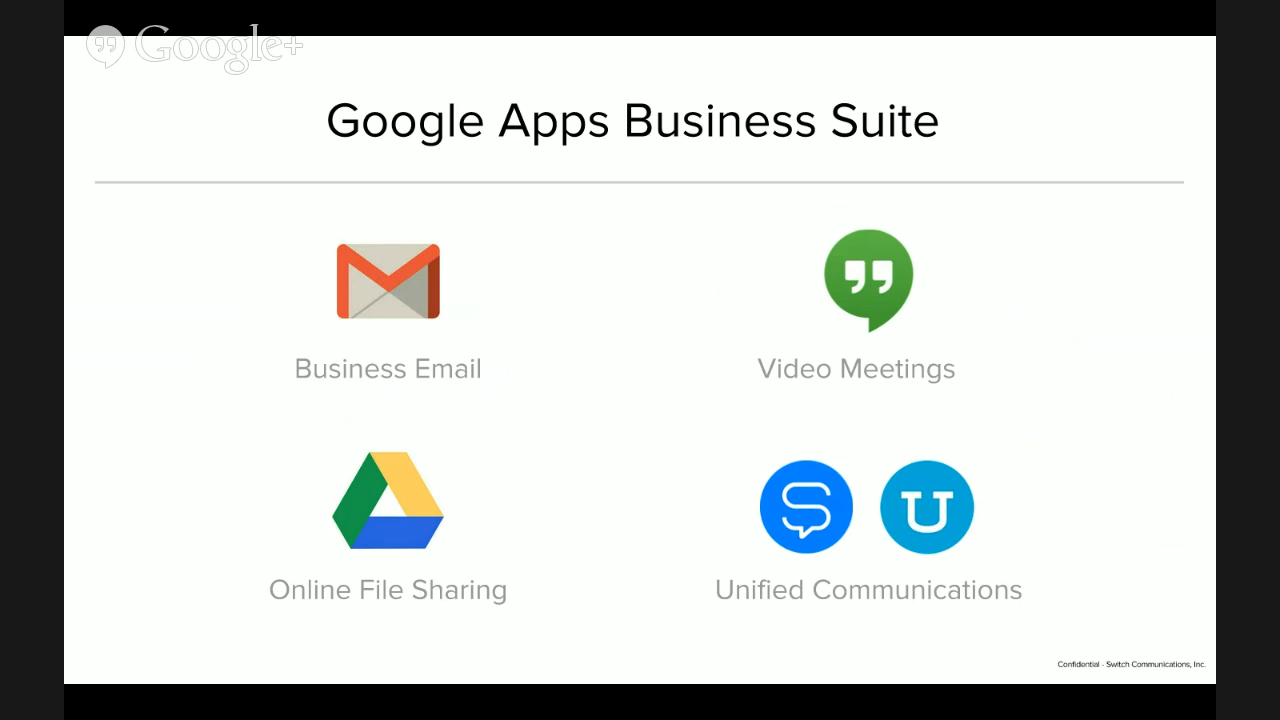 Google+
Google Apps Business Suite
Business Email
Video Meetings
Online File Sharing
Unified Communications
Confidential - Switch Communications, Inc.